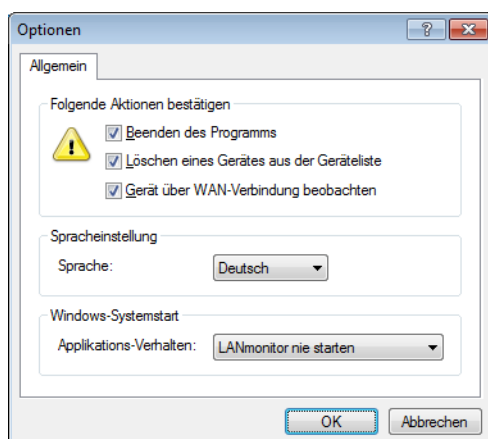 Optionen
Allgemein
Folgende Aktionen bestätigen
Beenden des Programms
Löschen eines Gerätes aus der Geräteliste
Gerät über WAN-Verbindung beobachten
Spracheinstellung
Sprache: Deutsch
Windows-Systemstart
Applikations-Verhalten: LANmonitor nie starten
OK Abbrechen